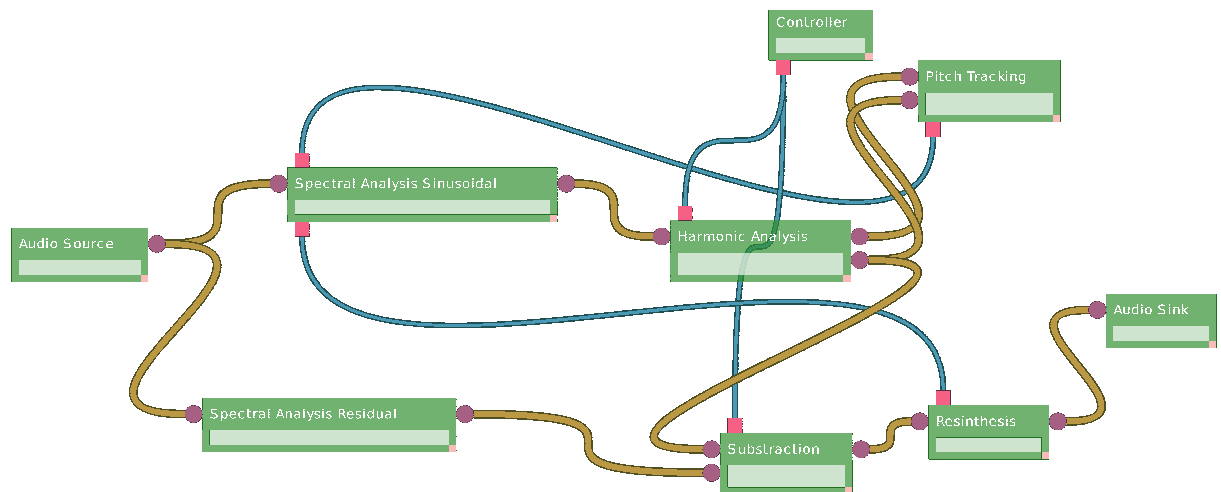 Controller
Pitch Tracking
Spectral Analysis Sinusoidal
Audio Source
Harmonic Analysis
Audio Sink
Spectral Analysis Residual
Substraction
Resinthesis